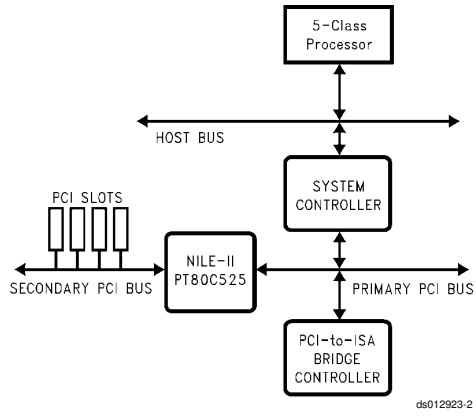 5-Class
Processor
HOST BUS
SYSTEM
CONTROLLER
PCI SLOTS
NILE-II
PT80C525
SECONDARY PCI BUS
PRIMARY PCI BUS
PCI-to-ISA
BRIDGE
CONTROLLER
ds012923-2